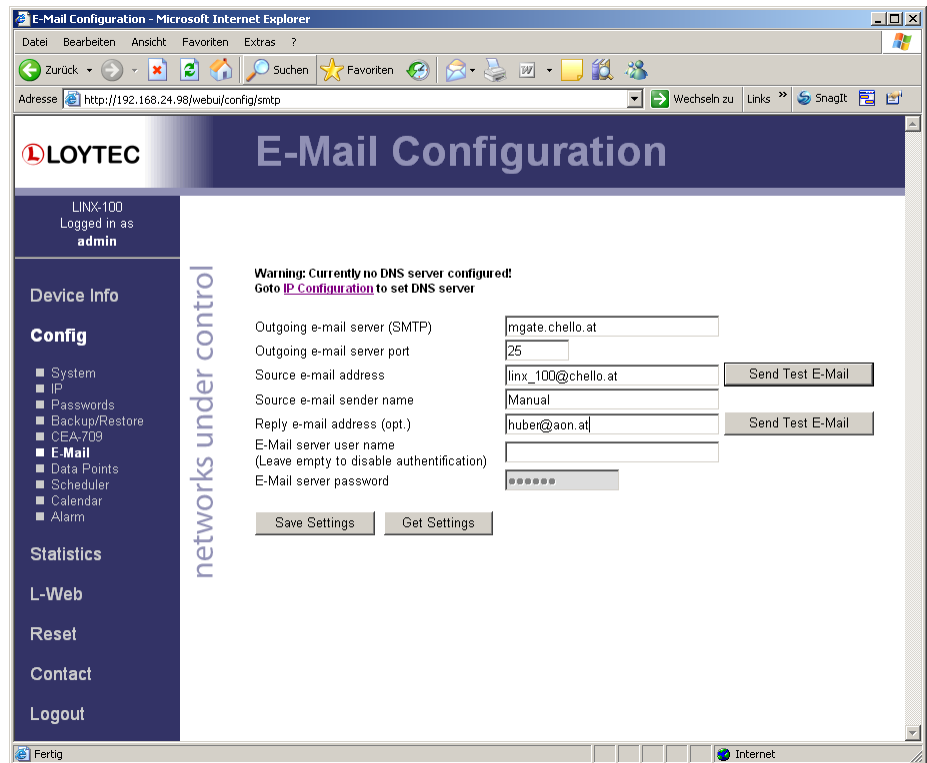 E-Mail Configuration - Microsoft Internet Explorer
Datei Bearbeiten Ansicht Favoriten Extras ?
Zurück Suchen Favoriten
Adresse http://192.168.24.98/webui/config/smtp Wechseln zu Links » SnagIt
LOYTEC
E-Mail Configuration
LINX-100
Logged in as
admin
Device Info
Config
System
IP
Passwords
Backup/Restore
CEA-709
E-Mail
Data Points
Scheduler
Calendar
Alarm
Statistics
L-Web
Reset
Contact
Logout
networks under control
Warning: Currently no DNS server configured!
Goto IP Configuration to set DNS server
Outgoing e-mail server (SMTP) mgate.chello.at
Outgoing e-mail server port 25
Source e-mail address linx_100@chello.at Send Test E-Mail
Source e-mail sender name Manual
Reply e-mail address (opt.) huber@aon.at Send Test E-Mail
E-Mail server user name
(Leave empty to disable authentification)
E-Mail server password ●●●●●●
Save Settings Get Settings
Fertig Internet